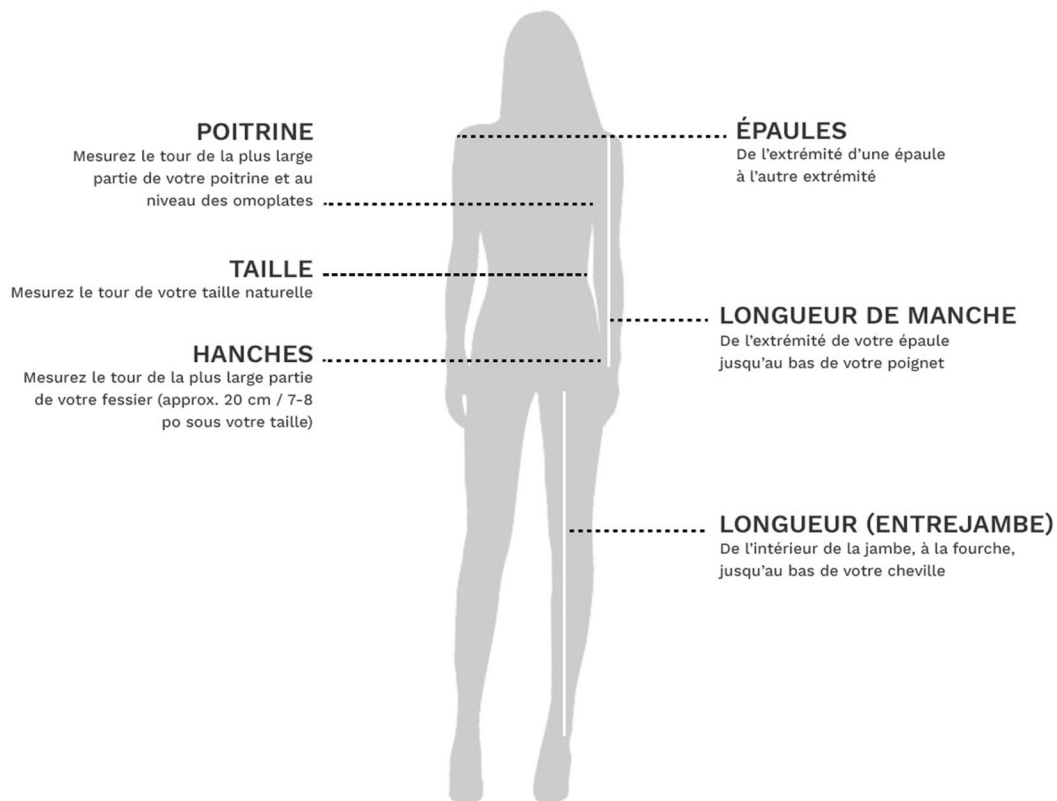 POITRINE
Mesurez le tour de la plus large
partie de votre poitrine et au
niveau des omoplates
TAILLE
Mesurez le tour de votre taille naturelle
HANCHES
Mesurez le tour de la plus large partie
de votre fessier (approx. 20 cm / 7-8
po sous votre taille)
ÉPAULES
De l’extrémité d’une épaule
à l’autre extrémité
LONGUEUR DE MANCHE
De l’extrémité de votre épaule
jusqu’au bas de votre poignet
LONGUEUR (ENTREJAMBE)
De l’intérieur de la jambe, à la fourche,
jusqu’au bas de votre cheville